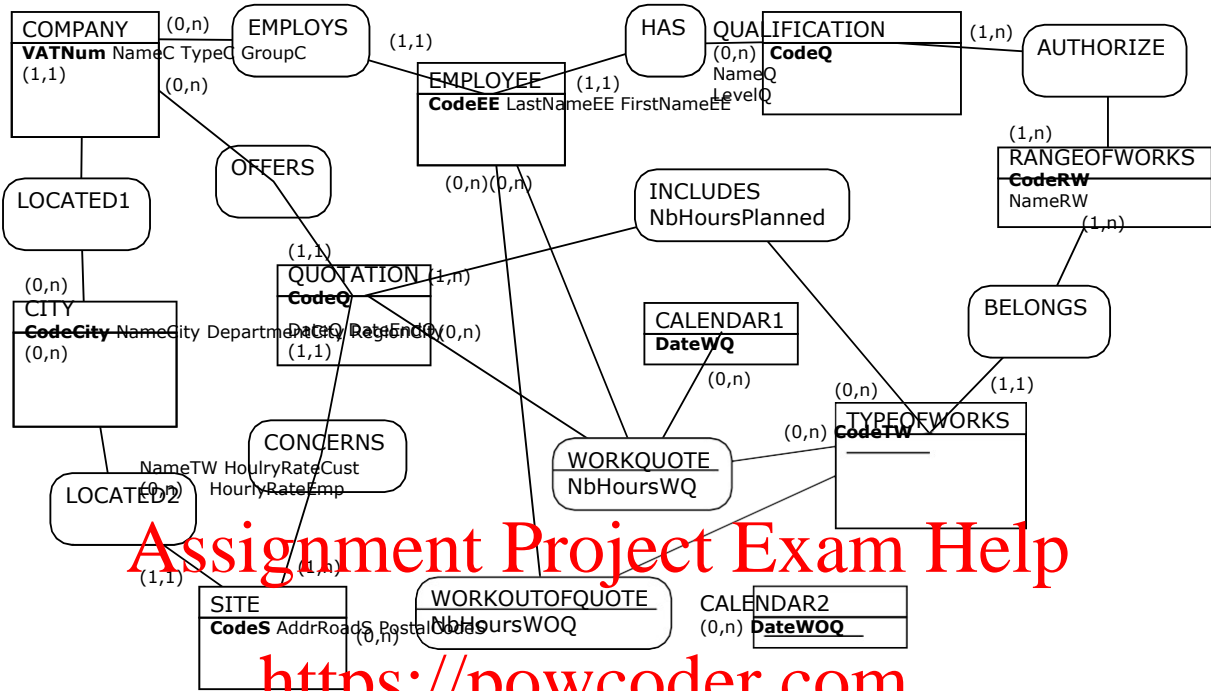 COMPANY
VATNum NameC TypeC GroupC
(1,1)
(0,n)
EMPLOYS
(1,1)
HAS
QUALIFICATION
(0,n) CodeQ
NameQ
LevelQ
(1,n)
AUTHORIZE
(0,n)
EMPLOYEE
CodeEE LastNameEE FirstNameEE
(1,1)
(1,n)
RANGEOFWORKS
CodeRW
NameRW
(1,n)
OFFERS
(0,n)(0,n)
INCLUDES
NbHoursPlanned
LOCATED1
(1,1)
QUOTATION (1,n)
CodeQ
DateQ DateEndQ (0,n)
(1,1)
(0,n)
CITY
CodeCity NameCity DepartmentCity RegionCity
(0,n)
CALENDAR1
DateWQ
(0,n)
BELONGS
(1,1)
(0,n)
TYPEOFWORKS
(0,n) CodeTW
CONCERNS
NameTW HoulryRateCust
(0,n) HourlyRateEmp
LOCATED2
WORKQUOTE
NbHoursWQ
Assignment Project Exam Help
(1,1)
(1,n)
SITE
CodeS AddrRoadS PostalCodeS
(0,n)
WORKOUTOFQUOTE
NbHoursWOQ
CALENDAR2
(0,n) DateWOQ
https://powcoder.com